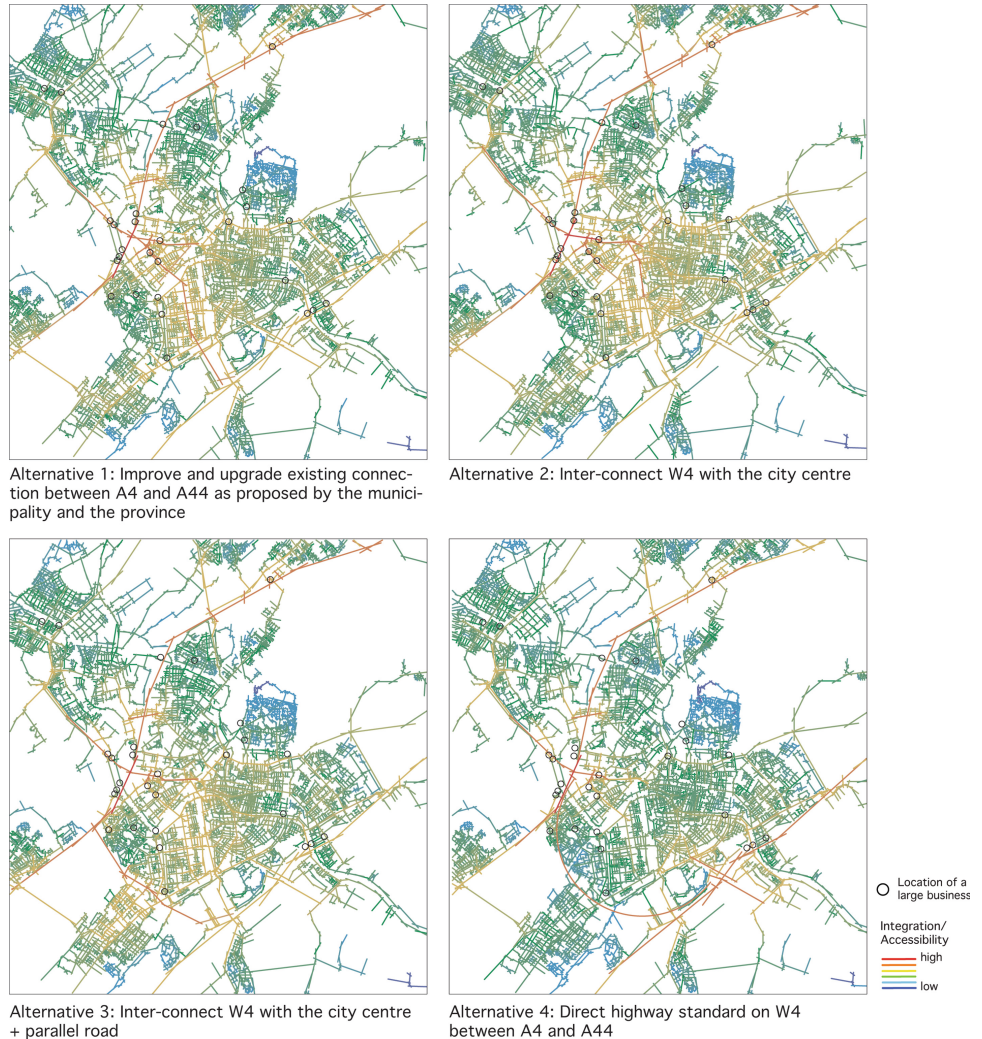 Alternative 1: Improve and upgrade existing connec-
tion between A4 and A44 as proposed by the munici-
pality and the province
Alternative 2: Inter-connect W4 with the city centre
Alternative 3: Inter-connect W4 with the city centre
+ parallel road
Alternative 4: Direct highway standard on W4
between A4 and A44
Location of a
large business
Integration/
Accessibility
high
low